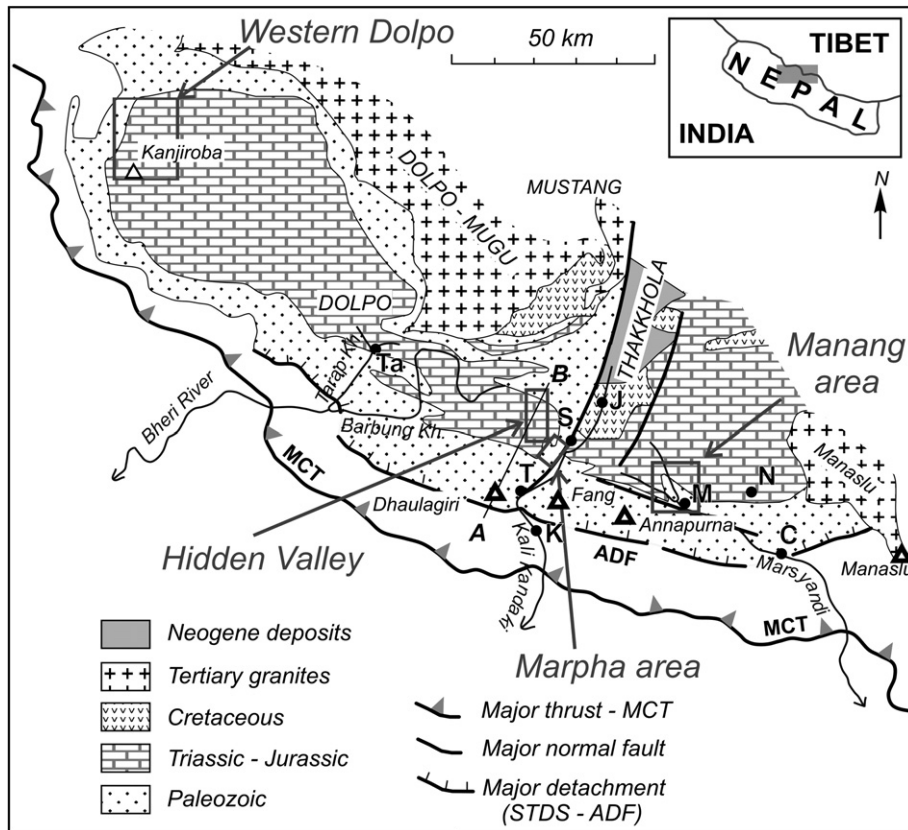 Western Dolpo
50 km
TIBET
NEPAL
INDIA
N
Kanjiroba
DOLPO - MUGU
MUSTANG
DOLPO
THAKKHOLA
Manang
area
Ta
Tarap Kh.
B
J
S
Bheri River
Barbung Kh.
MCT
T
Fang
M
N
Manaslu
Dhaulagiri
Annapurna
A
K
ADF
C
Manaslu
Hidden Valley
Kali Gandaki
Marsyandi
MCT
Marpha area
Neogene deposits
Tertiary granites
Cretaceous
Triassic - Jurassic
Paleozoic
Major thrust - MCT
Major normal fault
Major detachment
(STDS - ADF)